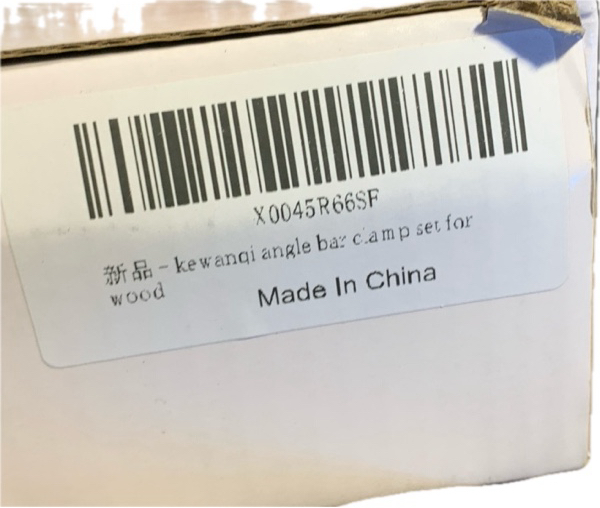 X0045R66SF
新品 - kewanqi angle bar clamp set for
wood
Made In China